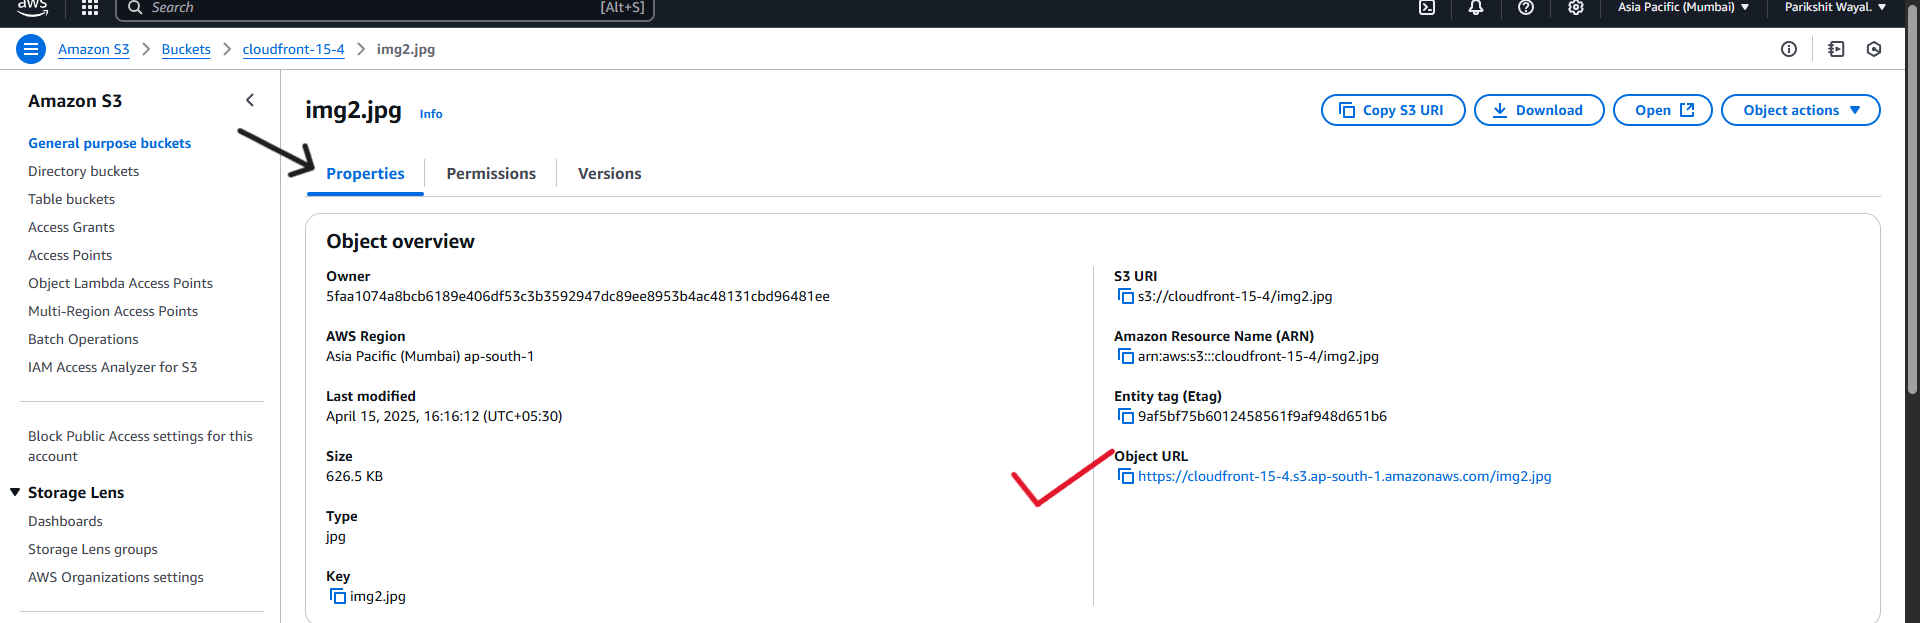 aws
Search
[Alt+S]
Asia Pacific (Mumbai)
Parikshit Wayal.
Amazon S3 > Buckets > cloudfront-15-4 > img2.jpg
Amazon S3
General purpose buckets
Directory buckets
Table buckets
Access Grants
Access Points
Object Lambda Access Points
Multi-Region Access Points
Batch Operations
IAM Access Analyzer for S3
Block Public Access settings for this
account
Storage Lens
Dashboards
Storage Lens groups
AWS Organizations settings
img2.jpg Info
Copy S3 URI
Download
Open
Object actions
Properties
Permissions
Versions
Object overview
Owner
5faa1074a8bcb6189e406df53c3b3592947dc89ee8953b4ac48131cbd96481ee
AWS Region
Asia Pacific (Mumbai) ap-south-1
Last modified
April 15, 2025, 16:16:12 (UTC+05:30)
Size
626.5 KB
Type
jpg
Key
img2.jpg
S3 URI
s3://cloudfront-15-4/img2.jpg
Amazon Resource Name (ARN)
arn:aws:s3:::cloudfront-15-4/img2.jpg
Entity tag (Etag)
9af5bf75b6012458561f9af948d651b6
Object URL
https://cloudfront-15-4.s3.ap-south-1.amazonaws.com/img2.jpg